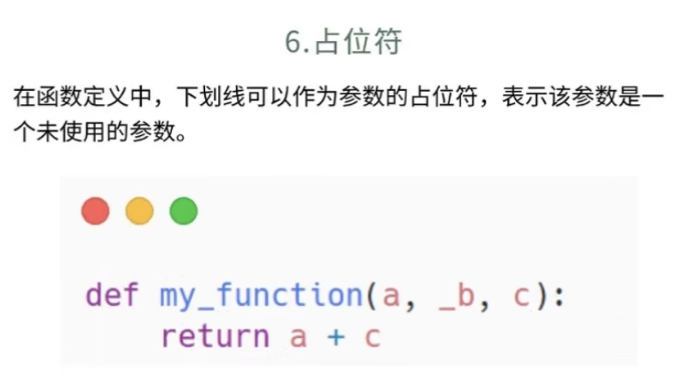 6.占位符
在函数定义中，下划线可以作为参数的占位符，表示该参数是一
个未使用的参数。
def my_function(a, _b, c):
    return a + c